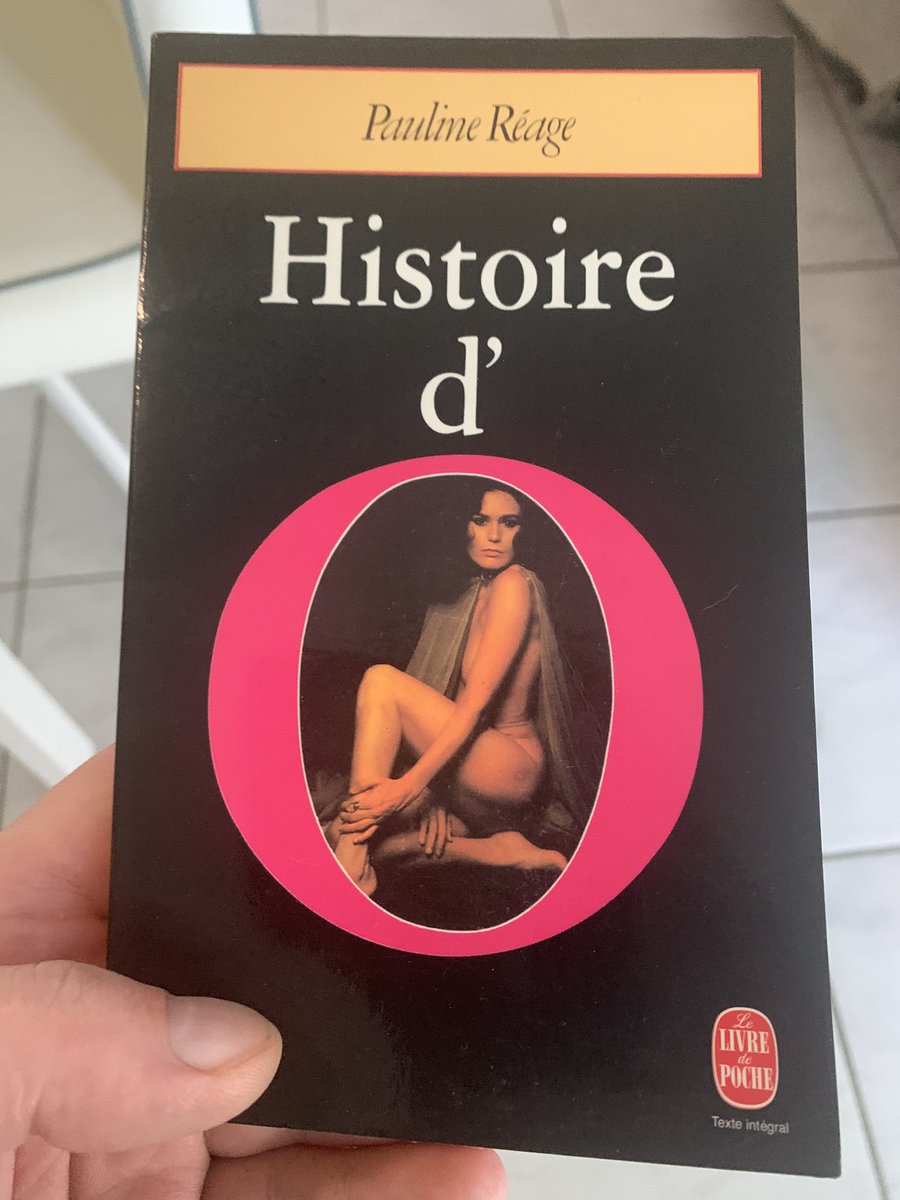 Pauline Réage
Histoire
d'
O
Le
LIVRE
de
POCHE
Texte intégral